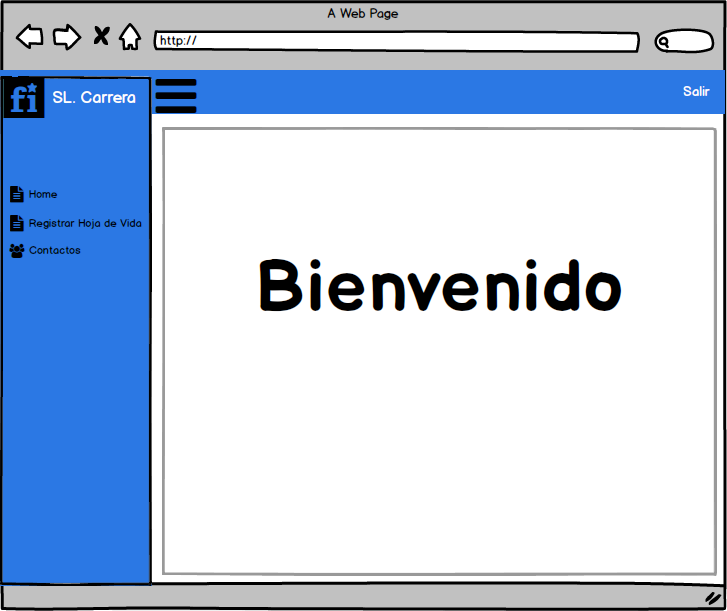 A Web Page
http://
fi
SL. Carrera
Salir
Home
Registrar Hoja de Vida
Contactos
Bienvenido